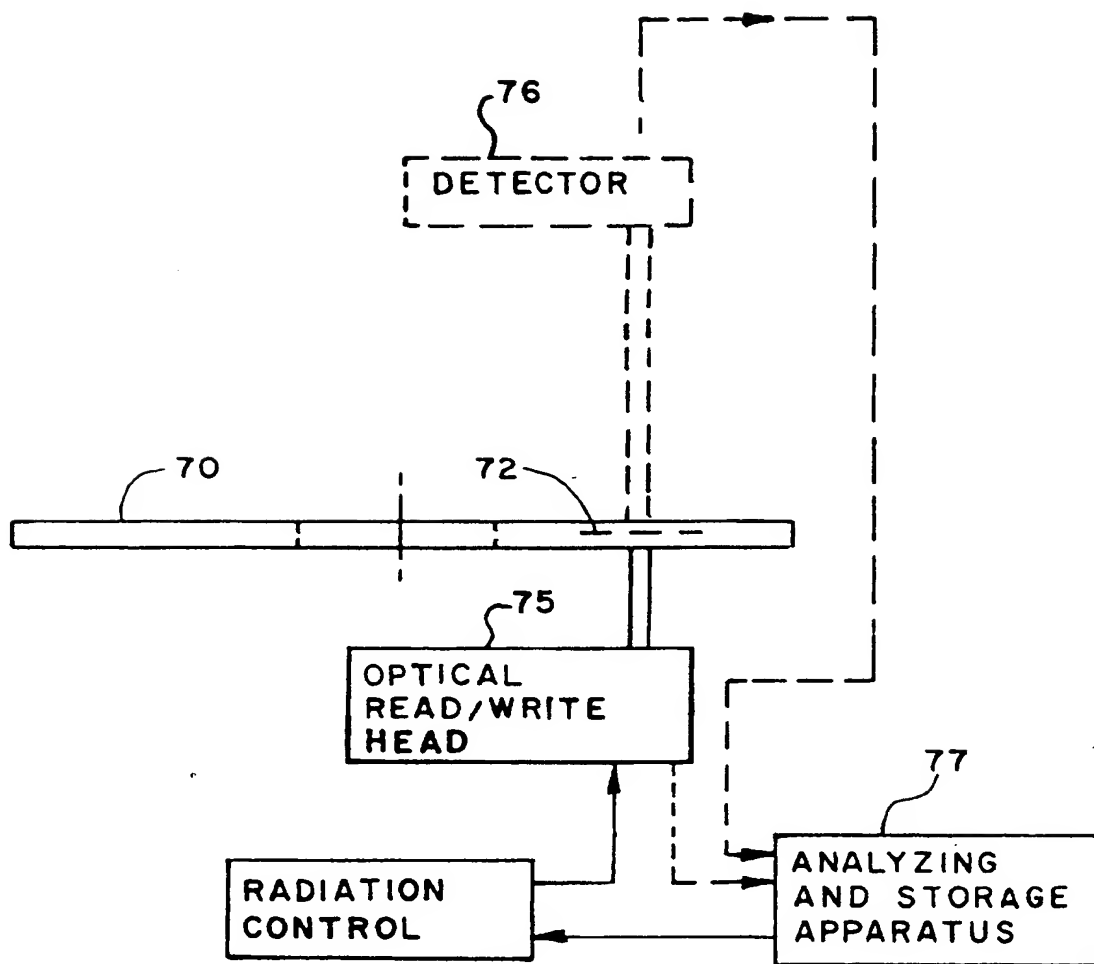 76
DETECTOR
70
72
75
OPTICAL
READ/WRITE
HEAD
77
RADIATION
CONTROL
ANALYZING
AND STORAGE
APPARATUS